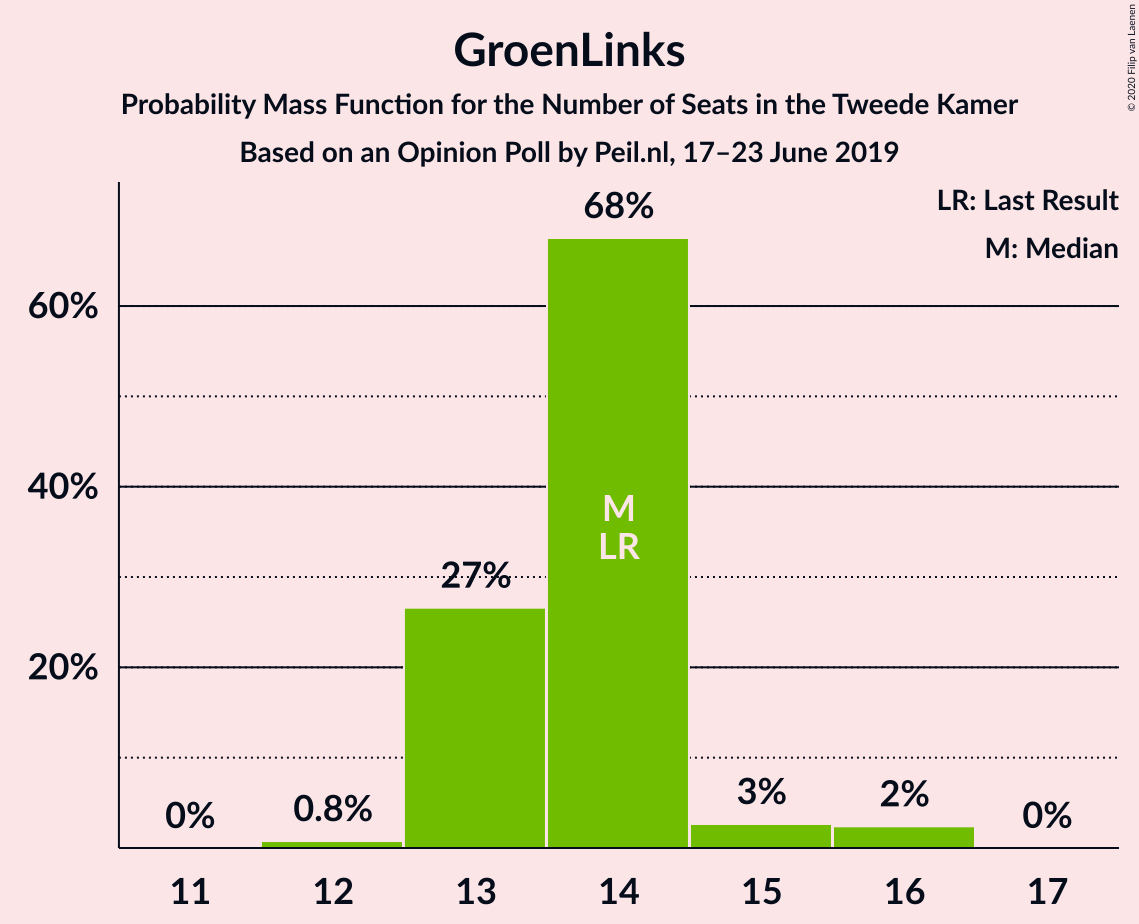 GroenLinks
Probability Mass Function for the Number of Seats in the Tweede Kamer
Based on an Opinion Poll by Peil.nl, 17–23 June 2019
© 2020 Filip van Laenen
LR: Last Result
M: Median
60%
40%
20%
0%
0.8%
27%
68%
M
LR
3%
2%
0%
11
12
13
14
15
16
17